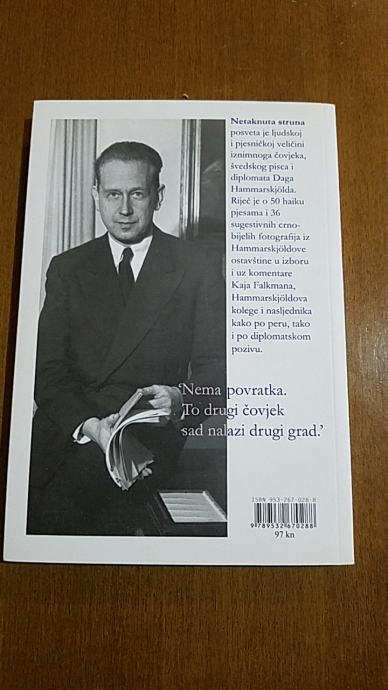 Netaknuta struna
posveta je ljudskoj
i pjesničkoj veličini
iznimnoga čovjeka,
švedskog pisca i
diplomata Daga
Hammarskjölda.
Riječ je o 50 haiku
pjesama i 36
sugestivnih crno-
bijelih fotografija iz
Hammarskjöldove
ostavštine u izboru
i uz komentare
Kaja Falkmana,
Hammarskjöldova
kolege i nasljednika
kako po peru, tako
i po diplomatskom
pozivu.
'Nema povratka.
To drugi čovjek
sad nalazi drugi grad.'
ISBN 953-267-028-8
9 789532 670288
97 kn